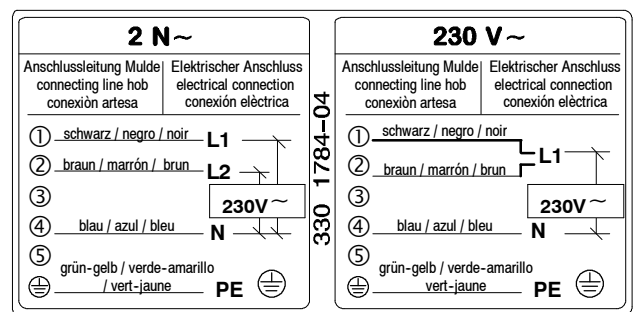 2 N~
Anschlussleitung Mulde
connecting line hob
conexiòn artesa
Elektrischer Anschluss
electrical connection
conexión elèctrica
① schwarz / negro / noir L1
② braun / marrón / brun L2
③
230V~
④ blau / azul / bleu N
⑤
grün-gelb / verde-amarillo
/ vert-jaune PE
330 1784-04
230 V~
Anschlussleitung Mulde
connecting line hob
conexiòn artesa
Elektrischer Anschluss
electrical connection
conexión elèctrica
① schwarz / negro / noir
L1
② braun / marrón / brun
③
230V~
④ blau / azul / bleu N
⑤
grün-gelb / verde-amarillo
vert-jaune PE